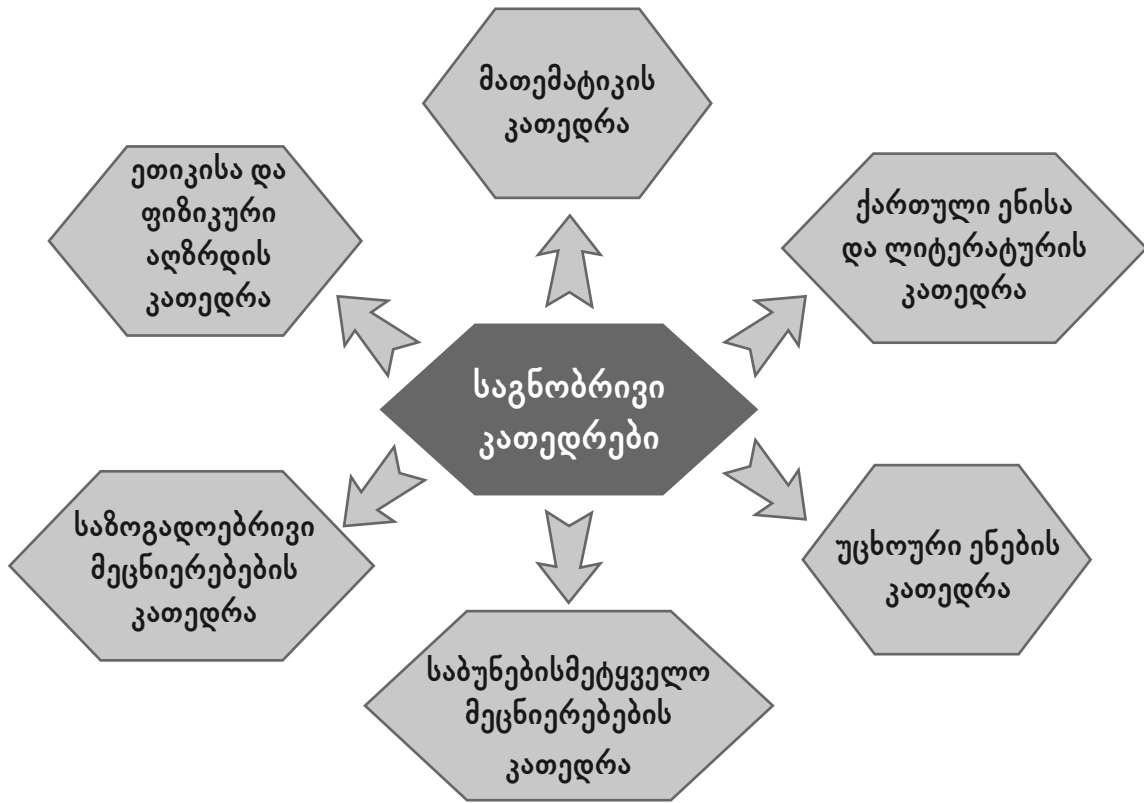 მათემატიკის
კათედრა
ეთიკისა და
ფიზიკური
აღზრდის
კათედრა
ქართული ენისა
და ლიტერატურის
კათედრა
საგნობრივი
კათედრები
საზოგადოებრივი
მეცნიერებების
კათედრა
უცხოური ენების
კათედრა
საბუნებისმეტყველო
მეცნიერებების
კათედრა